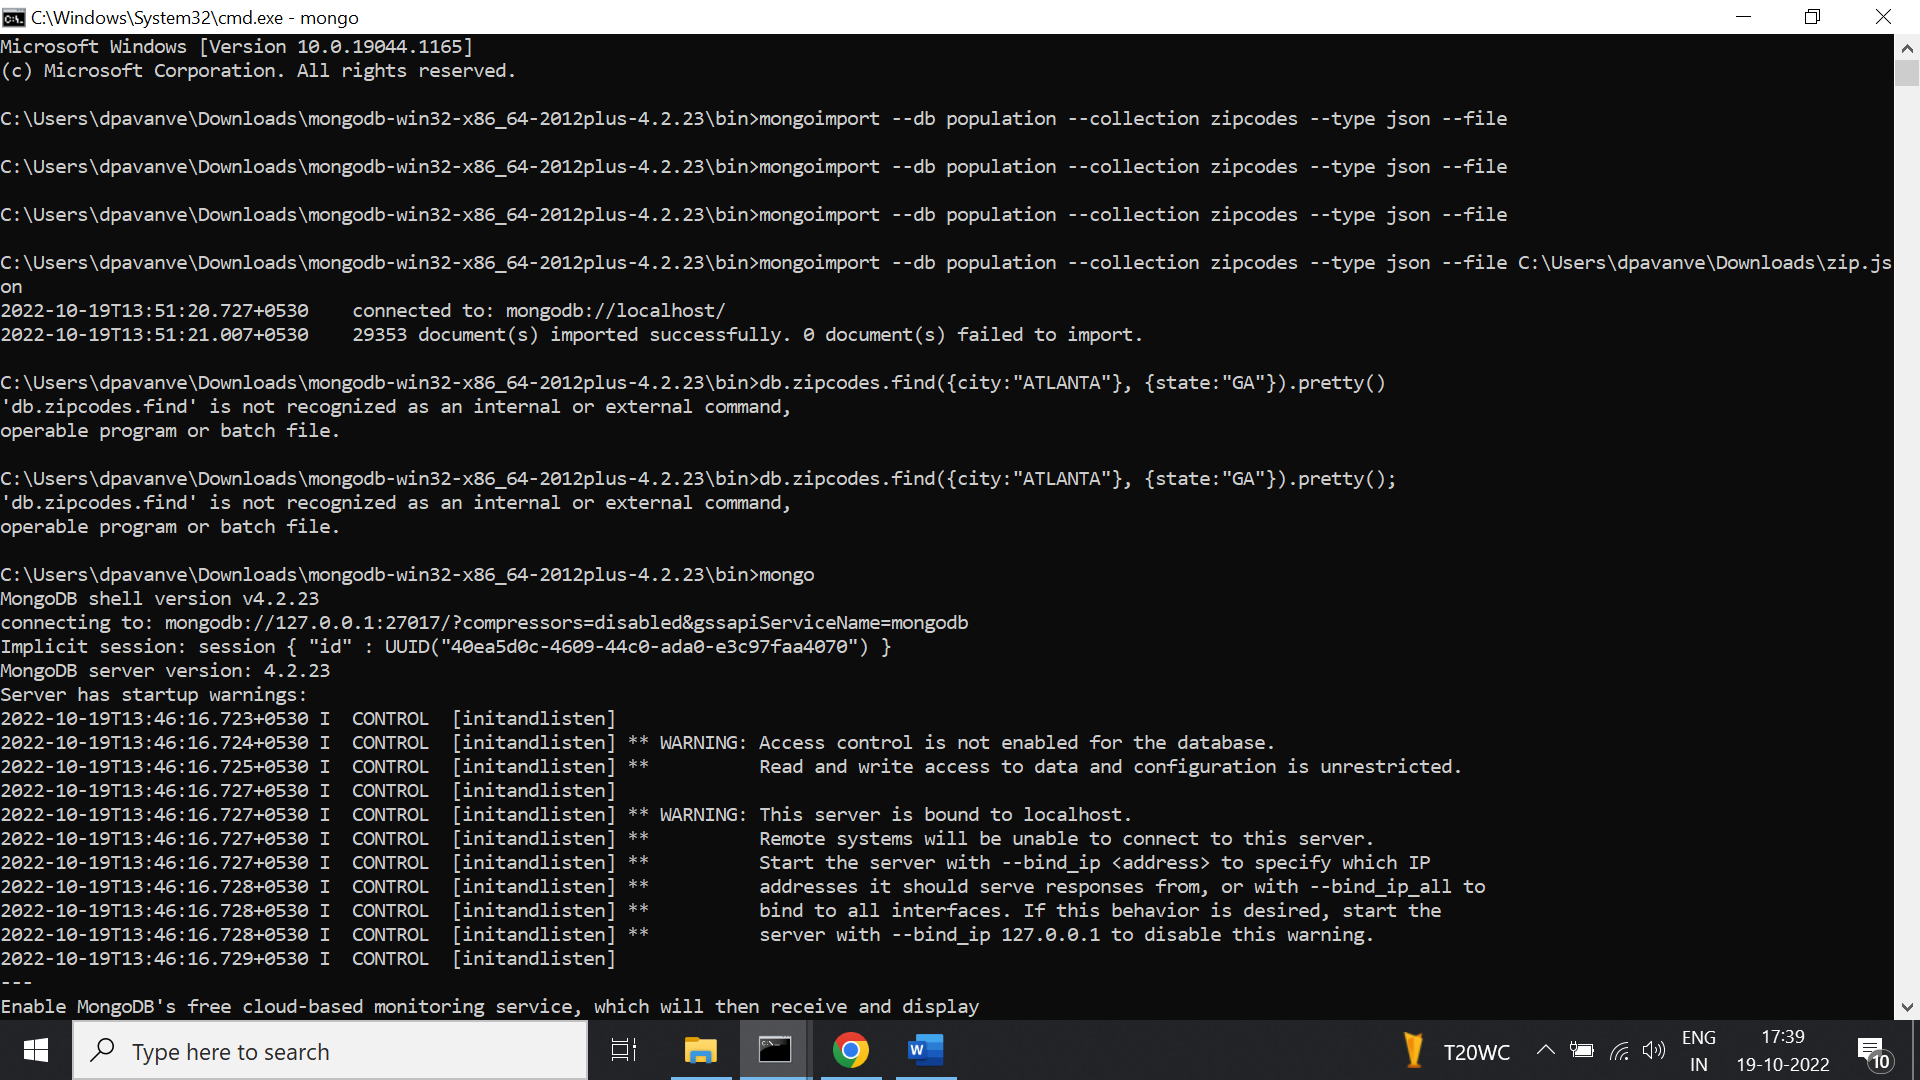 C:\Windows\System32\cmd.exe - mongo
Microsoft Windows [Version 10.0.19044.1165]
(c) Microsoft Corporation. All rights reserved.
C:\Users\dpavanve\Downloads\mongodb-win32-x86_64-2012plus-4.2.23\bin>mongoimport --db population --collection zipcodes --type json --file
C:\Users\dpavanve\Downloads\mongodb-win32-x86_64-2012plus-4.2.23\bin>mongoimport --db population --collection zipcodes --type json --file
C:\Users\dpavanve\Downloads\mongodb-win32-x86_64-2012plus-4.2.23\bin>mongoimport --db population --collection zipcodes --type json --file
C:\Users\dpavanve\Downloads\mongodb-win32-x86_64-2012plus-4.2.23\bin>mongoimport --db population --collection zipcodes --type json --file C:\Users\dpavanve\Downloads\zip.js
on
2022-10-19T13:51:20.727+0530    connected to: mongodb://localhost/
2022-10-19T13:51:21.007+0530    29353 document(s) imported successfully. 0 document(s) failed to import.
C:\Users\dpavanve\Downloads\mongodb-win32-x86_64-2012plus-4.2.23\bin>db.zipcodes.find({city:"ATLANTA"}, {state:"GA"}).pretty()
'db.zipcodes.find' is not recognized as an internal or external command,
operable program or batch file.
C:\Users\dpavanve\Downloads\mongodb-win32-x86_64-2012plus-4.2.23\bin>db.zipcodes.find({city:"ATLANTA"}, {state:"GA"}).pretty();
'db.zipcodes.find' is not recognized as an internal or external command,
operable program or batch file.
C:\Users\dpavanve\Downloads\mongodb-win32-x86_64-2012plus-4.2.23\bin>mongo
MongoDB shell version v4.2.23
connecting to: mongodb://127.0.0.1:27017/?compressors=disabled&gssapiServiceName=mongodb
Implicit session: session { "id" : UUID("40ea5d0c-4609-44c0-ada0-e3c97faa4070") }
MongoDB server version: 4.2.23
Server has startup warnings:
2022-10-19T13:46:16.723+0530 I  CONTROL  [initandlisten]
2022-10-19T13:46:16.724+0530 I  CONTROL  [initandlisten] ** WARNING: Access control is not enabled for the database.
2022-10-19T13:46:16.725+0530 I  CONTROL  [initandlisten] **          Read and write access to data and configuration is unrestricted.
2022-10-19T13:46:16.727+0530 I  CONTROL  [initandlisten]
2022-10-19T13:46:16.727+0530 I  CONTROL  [initandlisten] ** WARNING: This server is bound to localhost.
2022-10-19T13:46:16.727+0530 I  CONTROL  [initandlisten] **          Remote systems will be unable to connect to this server.
2022-10-19T13:46:16.727+0530 I  CONTROL  [initandlisten] **          Start the server with --bind_ip <address> to specify which IP
2022-10-19T13:46:16.728+0530 I  CONTROL  [initandlisten] **          addresses it should serve responses from, or with --bind_ip_all to
2022-10-19T13:46:16.728+0530 I  CONTROL  [initandlisten] **          bind to all interfaces. If this behavior is desired, start the
2022-10-19T13:46:16.728+0530 I  CONTROL  [initandlisten] **          server with --bind_ip 127.0.0.1 to disable this warning.
2022-10-19T13:46:16.729+0530 I  CONTROL  [initandlisten]
---
Enable MongoDB's free cloud-based monitoring service, which will then receive and display
Type here to search
W
T20WC
ENG
IN
17:39
19-10-2022
10